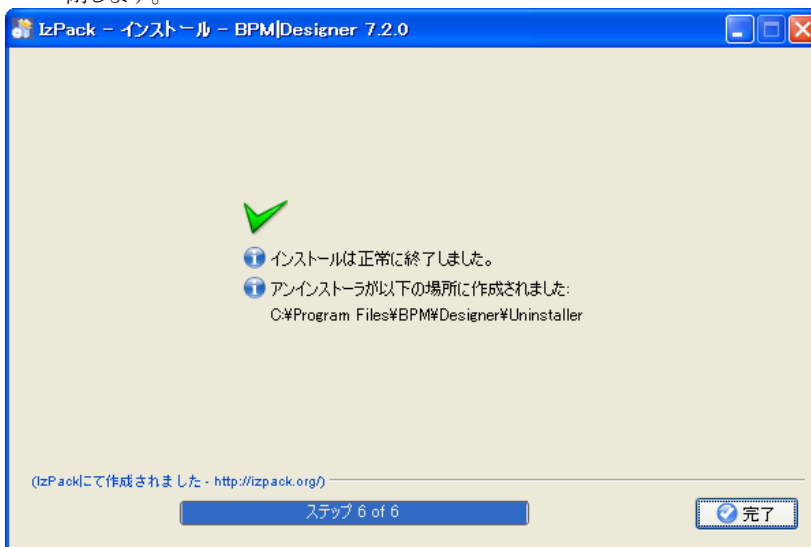 閉じます。
IzPack - インストール - BPM|Designer 7.2.0
インストールは正常に終了しました。
アンインストーラが以下の場所に作成されました:
C:¥Program Files¥BPM¥Designer¥Uninstaller
(IzPackにて作成されました - http://izpack.org/)
ステップ 6 of 6
完了